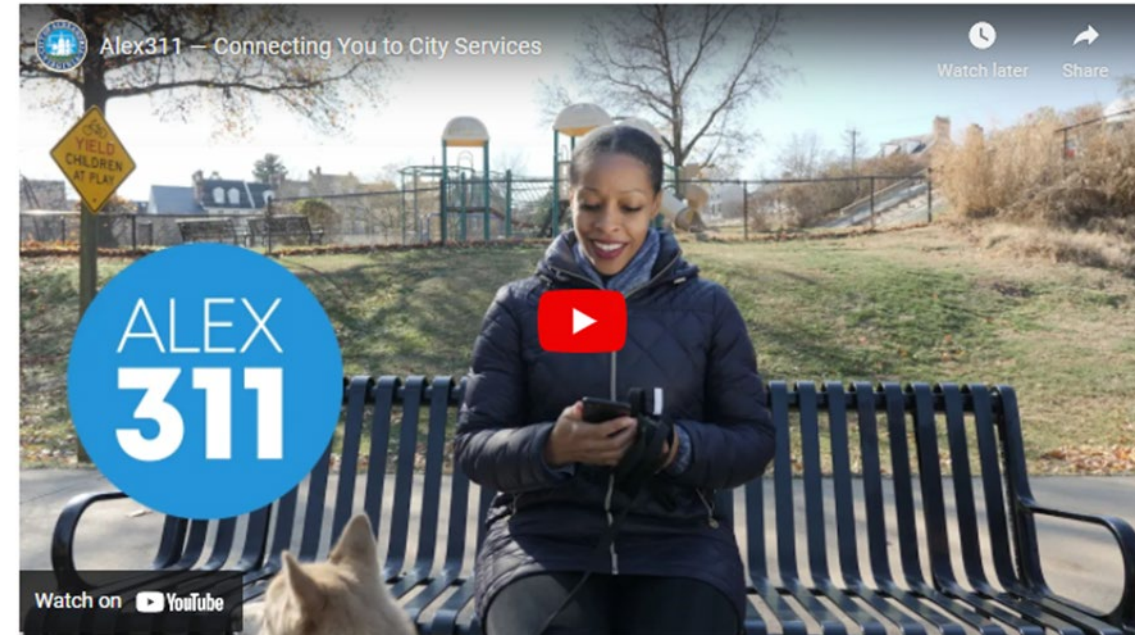 Alex311 — Connecting You to City Services
Watch later
Share
YIELD
CHILDREN
AT PLAY
ALEX
311
Watch on YouTube